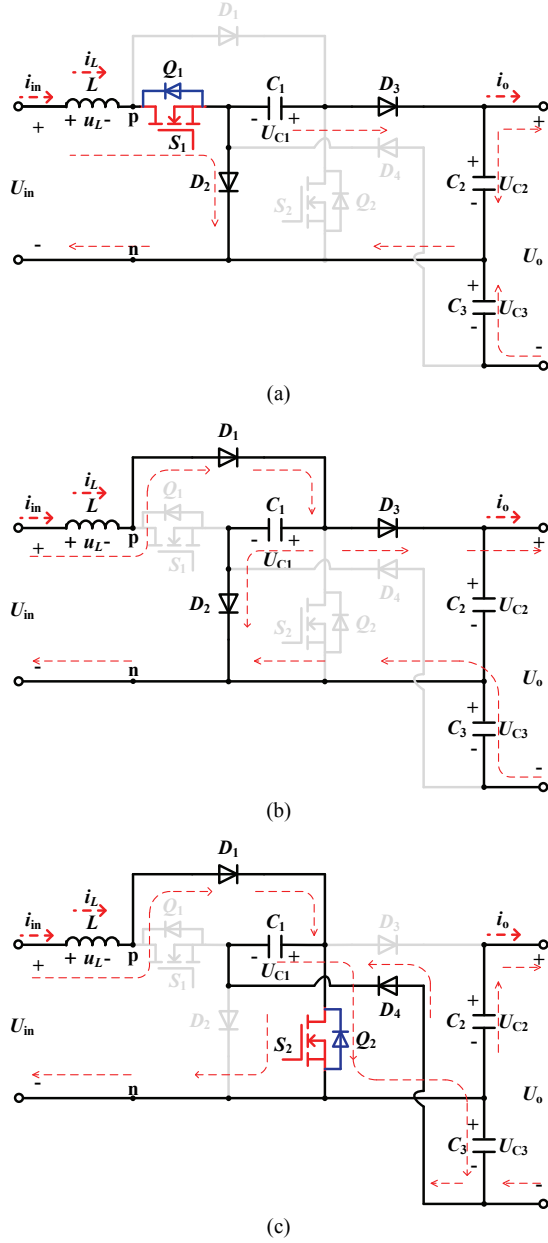 D1
iin
iL
L
+ uL -
p
Q1
S1
C1
- +
UC1
D3
io
+
+
Uin
D2
D4
S2
Q2
+
C2
-
UC2
-
n
Uo
+
C3
-
UC3
-
(a)
D1
iin
iL
L
+ uL -
p
Q1
S1
C1
- +
UC1
D3
io
+
+
Uin
D2
D4
S2
Q2
+
C2
-
UC2
-
n
Uo
+
C3
-
UC3
-
(b)
D1
iin
iL
L
+ uL -
p
Q1
S1
C1
- +
UC1
D3
io
+
+
Uin
D2
D4
S2
Q2
+
C2
-
UC2
-
n
Uo
+
C3
-
UC3
-
(c)